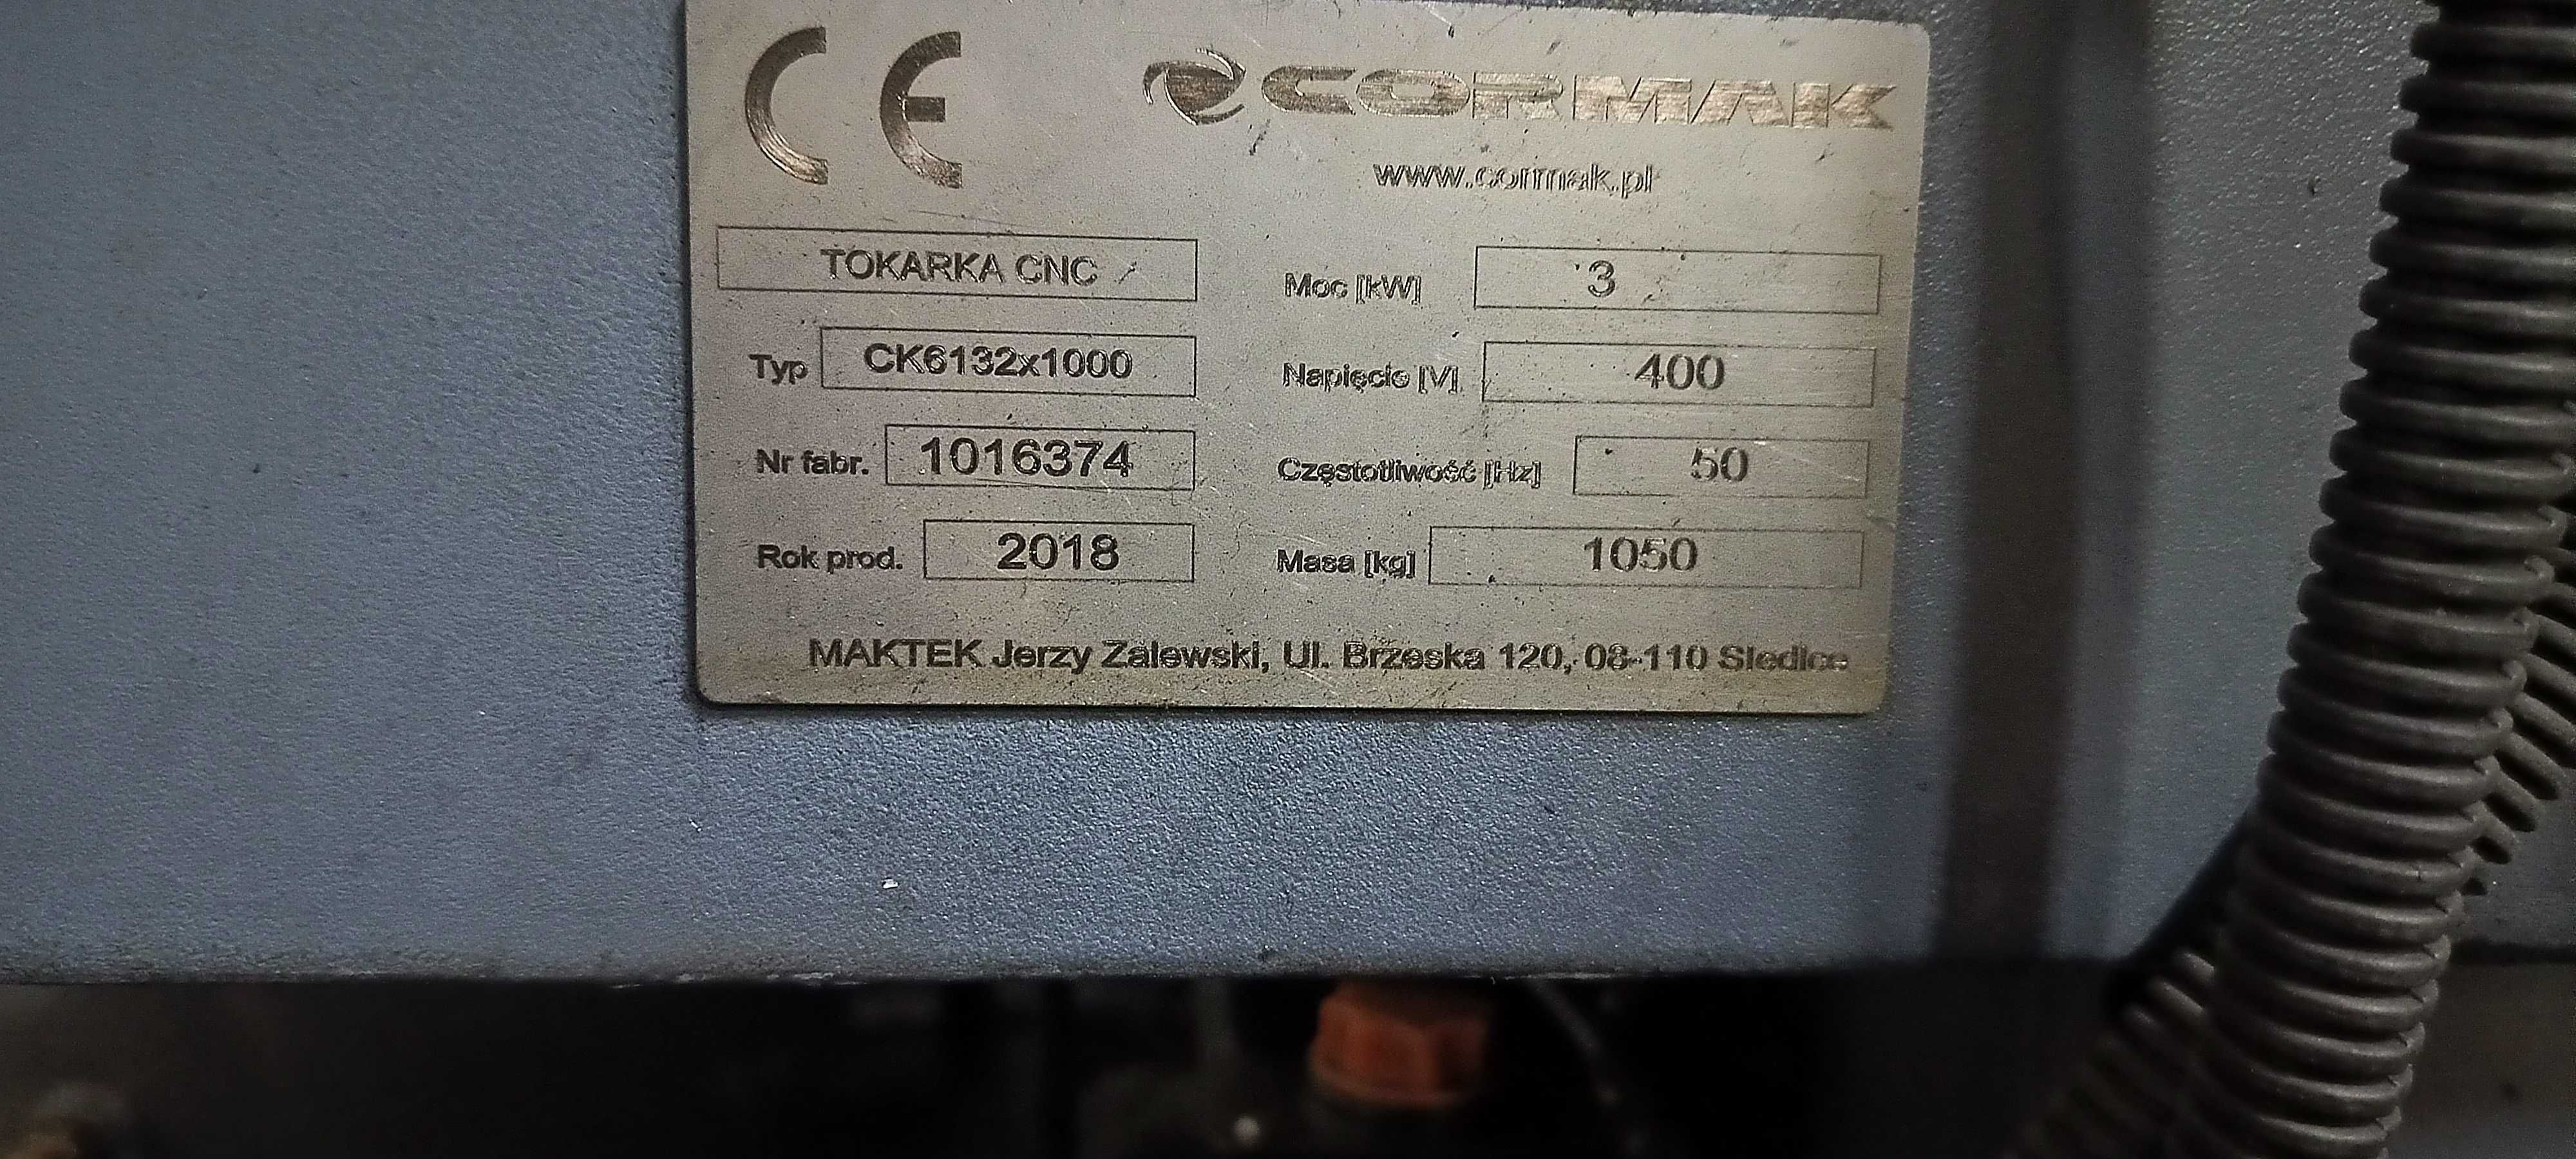 CE
CORMAK
www.cormak.pl
TOKARKA CNC
Moc [kW] 3
Typ CK6132x1000
Napięcie [V] 400
Nr fabr. 1016374
Częstotliwość [Hz] 50
Rok prod. 2018
Masa [kg] 1050
MAKTEK Jerzy Zalewski, Ul. Brzeska 120, 08-110 Siedlce